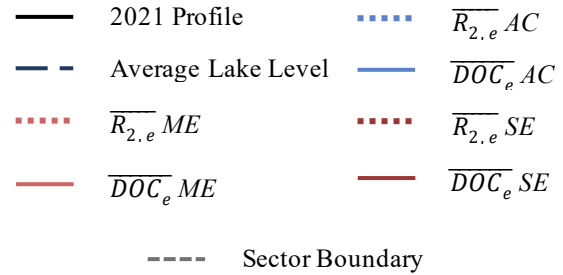 2021 Profile
Average Lake Level
R̅₂,ₑ ME
D̅O̅C̅ₑ ME
R̅₂,ₑ AC
D̅O̅C̅ₑ AC
R̅₂,ₑ SE
D̅O̅C̅ₑ SE
Sector Boundary